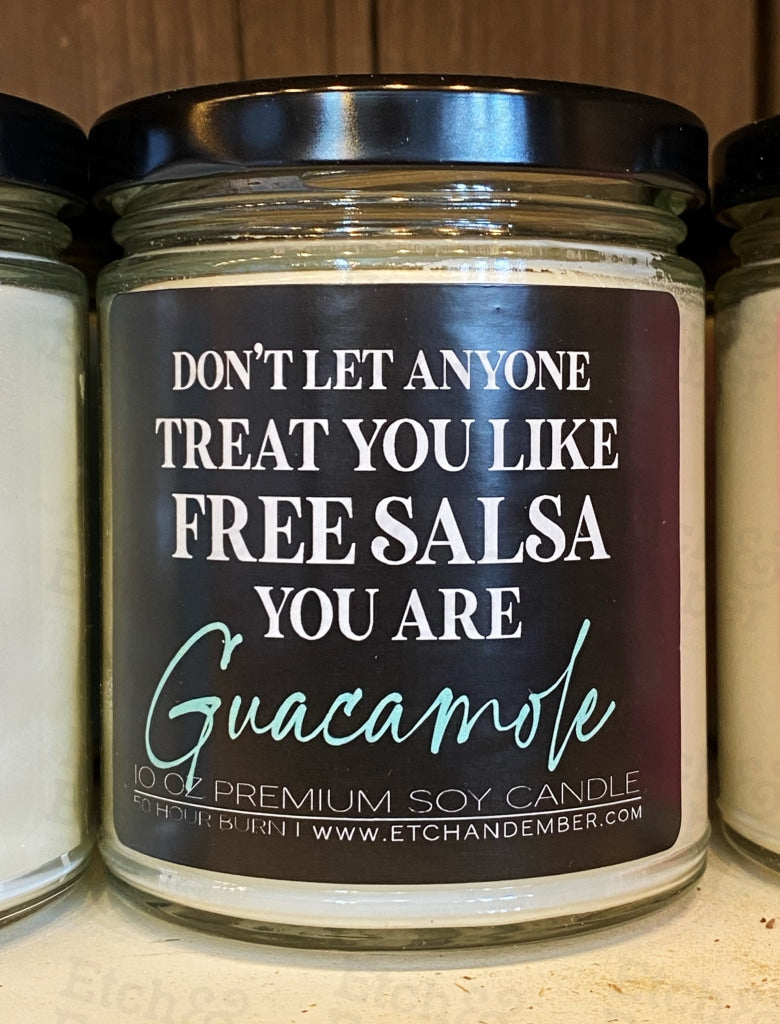 DON'T LET ANYONE
TREAT YOU LIKE
FREE SALSA
YOU ARE
Guacamole
10 OZ PREMIUM SOY CANDLE
50 HOUR BURN | WWW.ETCHANDEMBER.COM
Etch &